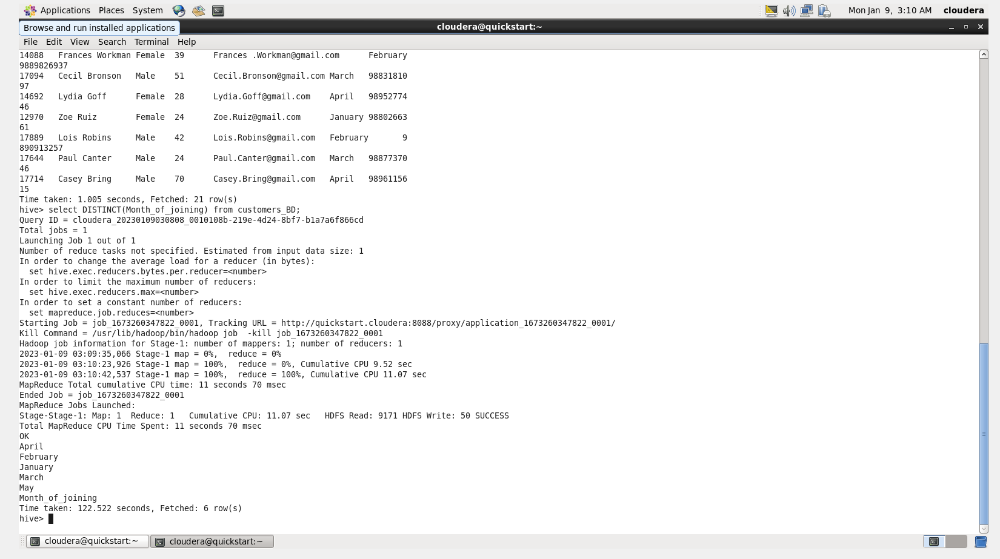 Applications Places System Mon Jan 9, 3:10 AM cloudera
Browse and run installed applications
cloudera@quickstart:~
File Edit View Search Terminal Help
14088 Frances Workman Female 39 Frances .Workman@gmail.com February
9889826937
17094 Cecil Bronson Male 51 Cecil.Bronson@gmail.com March 98831810
97
14692 Lydia Goff Female 28 Lydia.Goff@gmail.com April 98952774
46
12970 Zoe Ruiz Female 24 Zoe.Ruiz@gmail.com January 98802663
61
17889 Lois Robins Male 42 Lois.Robins@gmail.com February 9
890913257
17644 Paul Canter Male 24 Paul.Canter@gmail.com March 98877370
46
17714 Casey Bring Male 70 Casey.Bring@gmail.com April 98961156
15
Time taken: 1.005 seconds, Fetched: 21 row(s)
hive> select DISTINCT(Month_of_joining) from customers_BD;
Query ID = cloudera_20230109030808_0010108b-219e-4d24-8bf7-b1a7a6f866cd
Total jobs = 1
Launching Job 1 out of 1
Number of reduce tasks not specified. Estimated from input data size: 1
In order to change the average load for a reducer (in bytes):
  set hive.exec.reducers.bytes.per.reducer=<number>
In order to limit the maximum number of reducers:
  set hive.exec.reducers.max=<number>
In order to set a constant number of reducers:
  set mapreduce.job.reduces=<number>
Starting Job = job_1673260347822_0001, Tracking URL = http://quickstart.cloudera:8088/proxy/application_1673260347822_0001/
Kill Command = /usr/lib/hadoop/bin/hadoop job  -kill job_1673260347822_0001
Hadoop job information for Stage-1: number of mappers: 1; number of reducers: 1
2023-01-09 03:09:35,066 Stage-1 map = 0%,  reduce = 0%
2023-01-09 03:10:23,926 Stage-1 map = 100%,  reduce = 0%, Cumulative CPU 9.52 sec
2023-01-09 03:10:42,537 Stage-1 map = 100%,  reduce = 100%, Cumulative CPU 11.07 sec
MapReduce Total cumulative CPU time: 11 seconds 70 msec
Ended Job = job_1673260347822_0001
MapReduce Jobs Launched:
Stage-Stage-1: Map: 1  Reduce: 1   Cumulative CPU: 11.07 sec   HDFS Read: 9171 HDFS Write: 50 SUCCESS
Total MapReduce CPU Time Spent: 11 seconds 70 msec
OK
April
February
January
March
May
Month_of_joining
Time taken: 122.522 seconds, Fetched: 6 row(s)
hive>
cloudera@quickstart:~ cloudera@quickstart:~